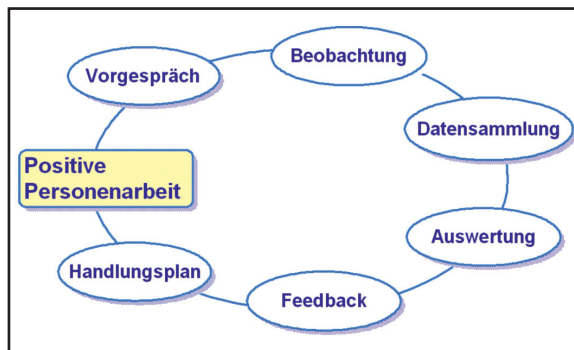 Beobachtung
Vorgespräch
Datensammlung
Positive
Personenarbeit
Auswertung
Handlungsplan
Feedback